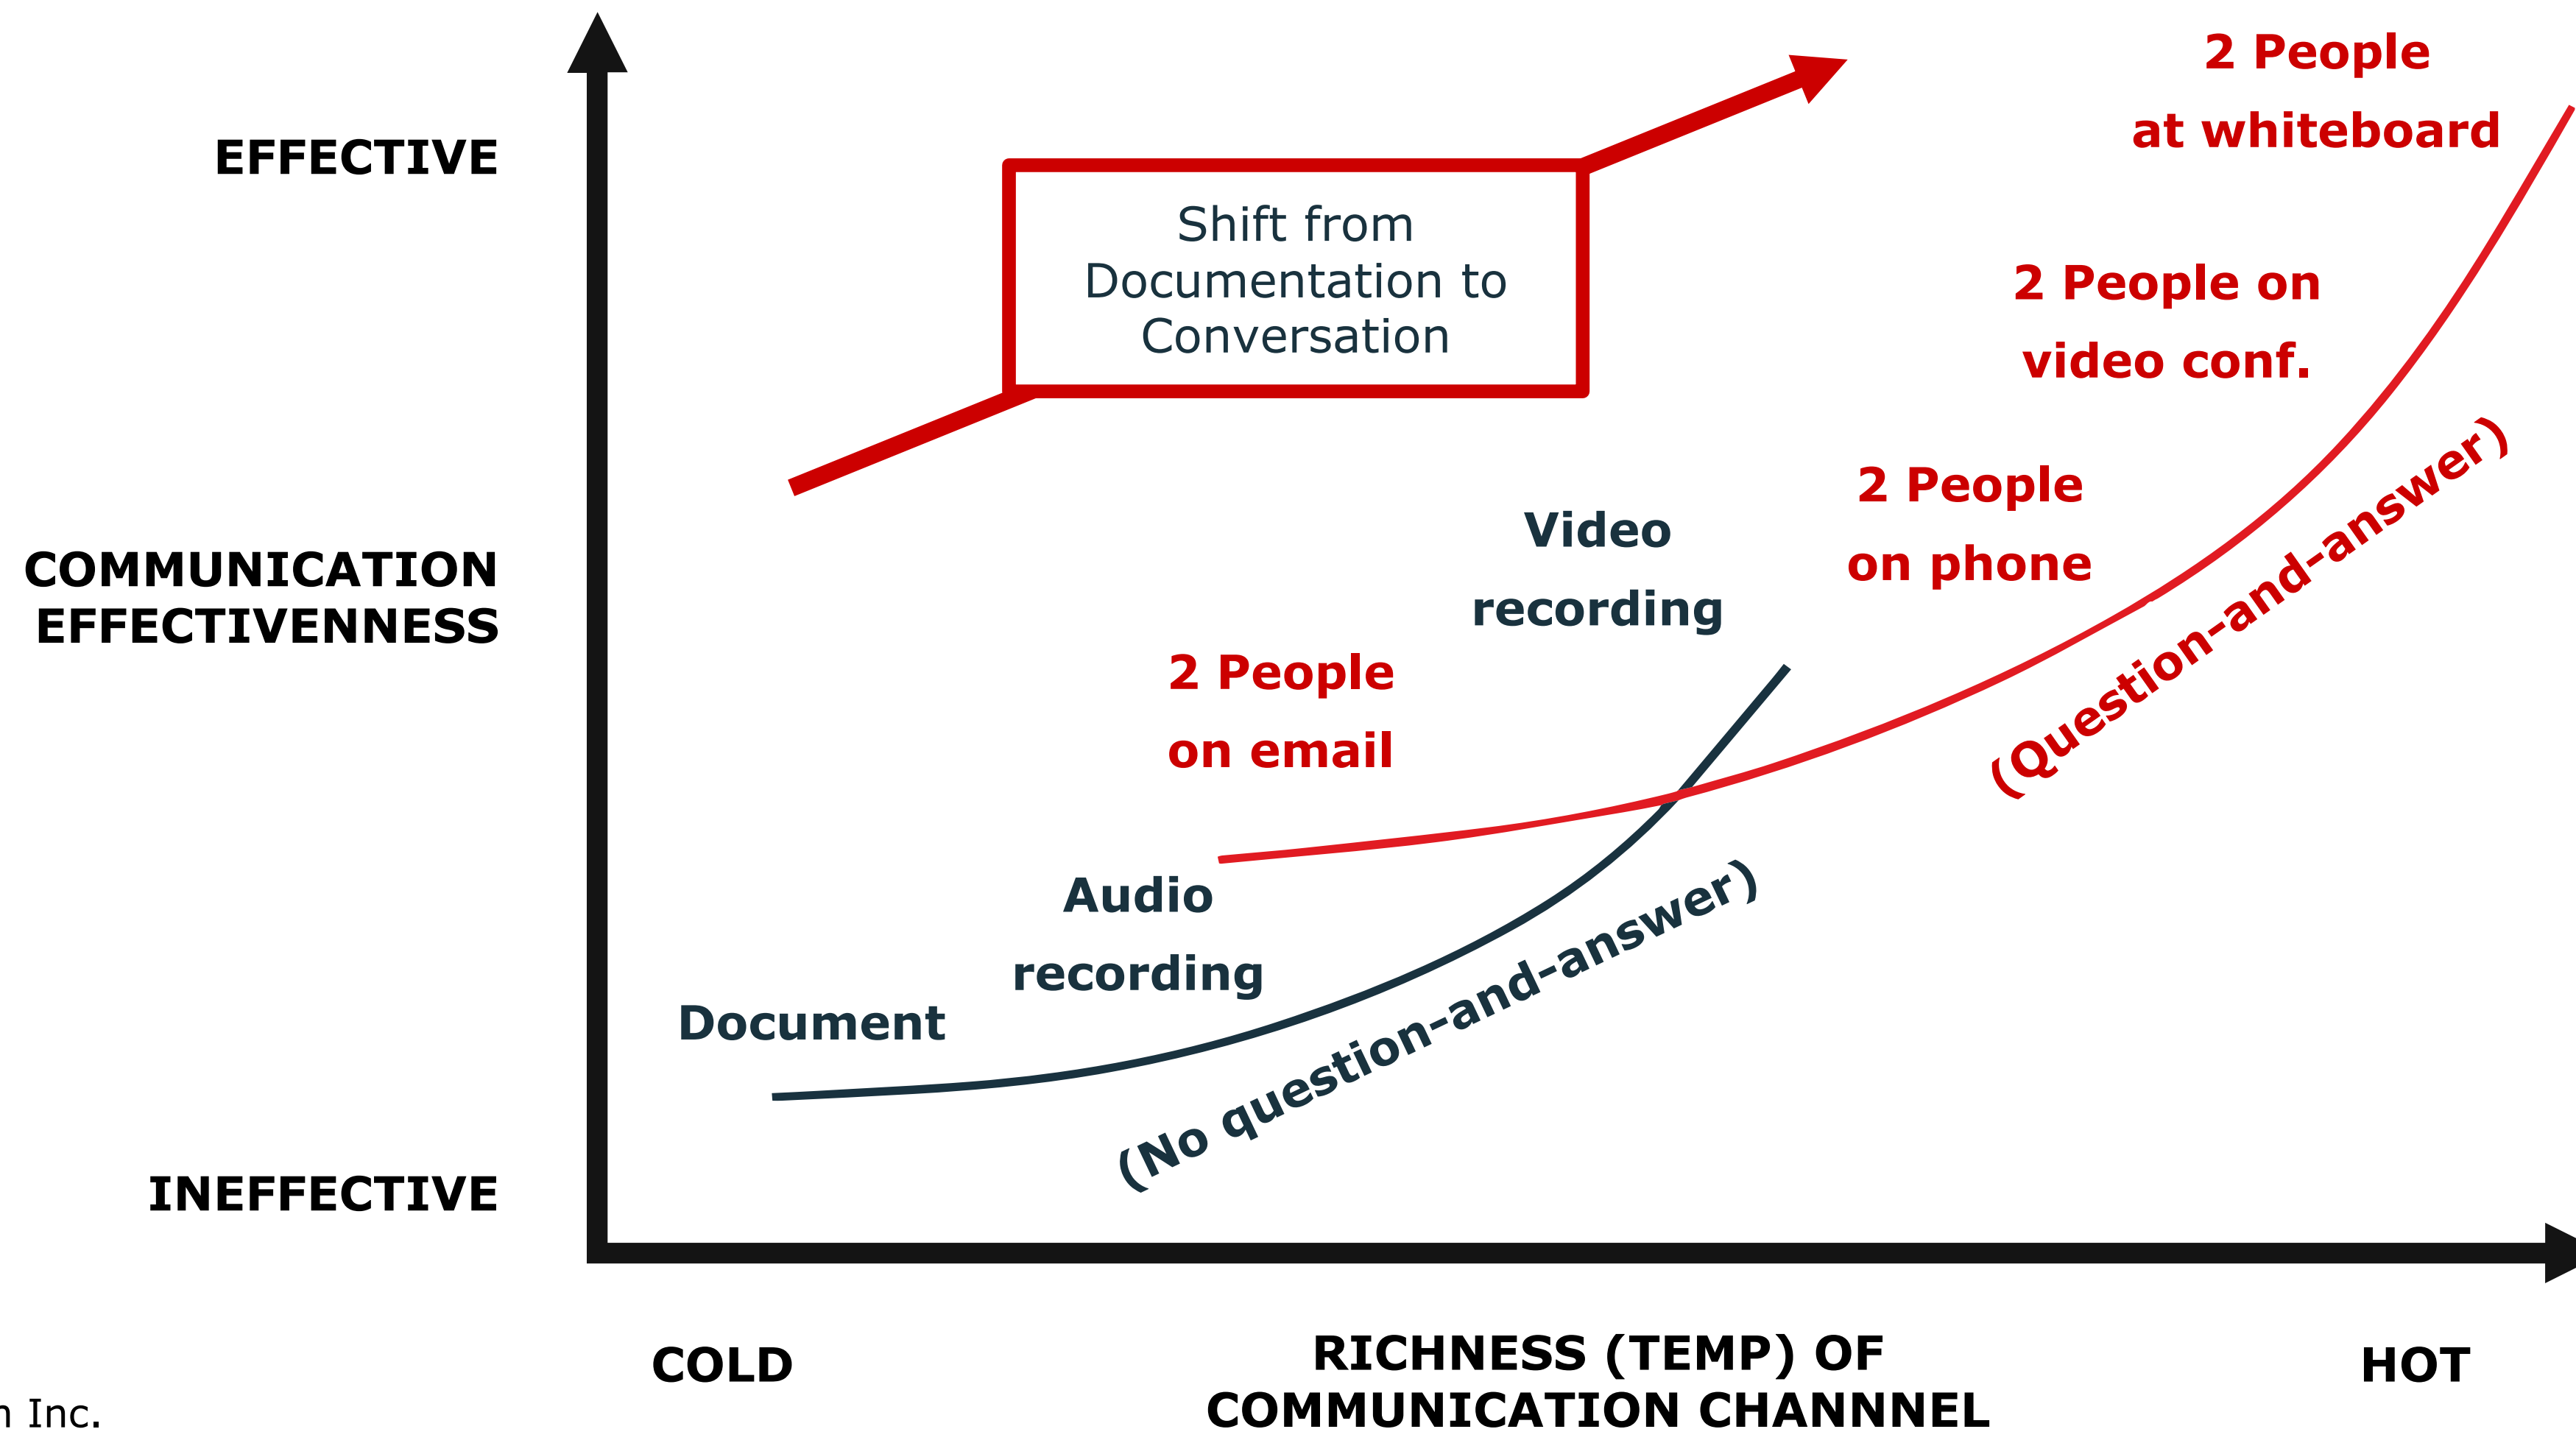 2 People
at whiteboard
EFFECTIVE
Shift from
Documentation to
Conversation
2 People on
video conf.
2 People
on phone
Video
recording
COMMUNICATION
EFFECTIVENNESS
(Question-and-answer)
2 People
on email
Audio
recording
Document
(No question-and-answer)
INEFFECTIVE
COLD
RICHNESS (TEMP) OF
COMMUNICATION CHANNNEL
HOT
Inc.